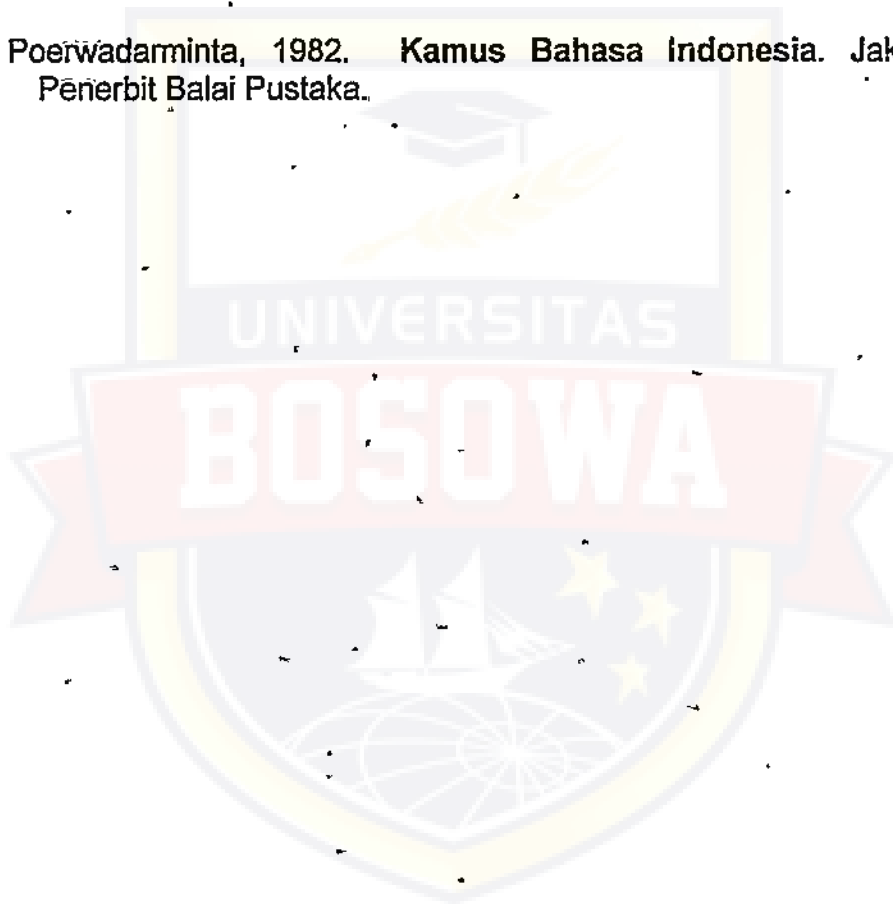 Poerwadarminta, 1982. Kamus Bahasa Indonesia. Jak
Penerbit Balai Pustaka.
UNIVERSITAS
BOSOWA